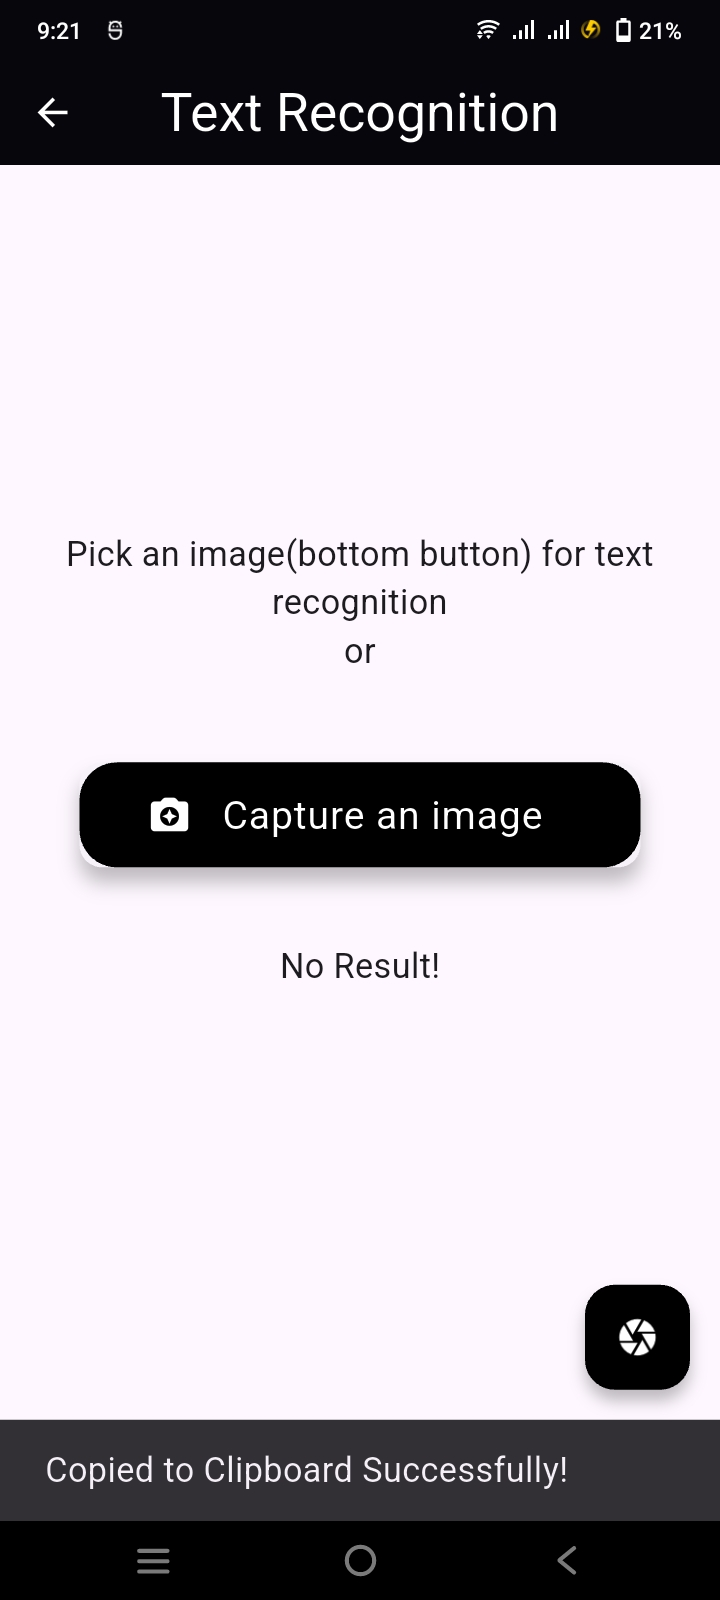 9:21
21%
Text Recognition
Pick an image(bottom button) for text
recognition
or
Capture an image
No Result!
Copied to Clipboard Successfully!